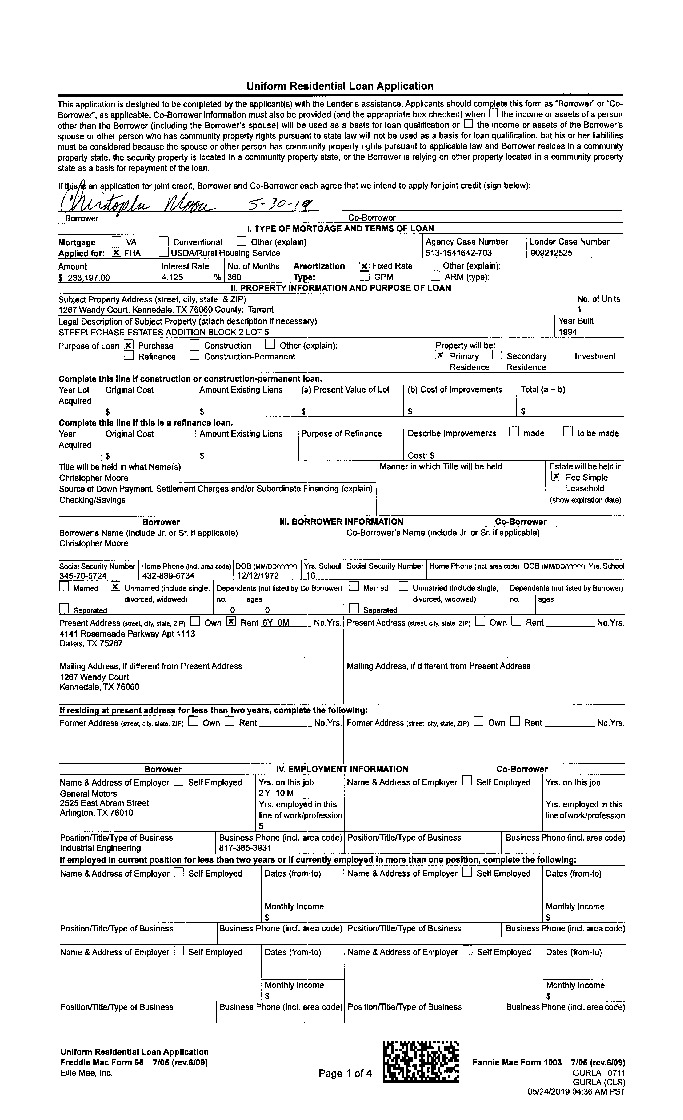 Uniform Residential Loan Application
This application is designed to be completed by the applicant(s) with the Lender's assistance. Applicants should complete this form as "Borrower" or "Co-
Borrower", as applicable. Co-Borrower information must also be provided (and the appropriate box checked) when the income or assets of a person
other than the Borrower (including the Borrower's spouse) will be used as a basis for loan qualification or the income or assets of the Borrower's
spouse or other person who has community property rights pursuant to state law will not be used as a basis for loan qualification, but his or her liabilities
must be considered because the spouse or other person has community property rights pursuant to applicable law and Borrower resides in a community
property state, the security property is located in a community property state, or the Borrower is relying on other property located in a community property
state as a basis for repayment of the loan.
If this is an application for joint credit, Borrower and Co-Borrower each agree that we intend to apply for joint credit (sign below):
Christopher Moore 5-30-19
Borrower Co-Borrower
I. TYPE OF MORTGAGE AND TERMS OF LOAN
Mortgage VA Conventional Other (explain) Agency Case Number Lender Case Number
Applied for: X FHA USDA/Rural Housing Service 513-1541642-703 909212525
Amount Interest Rate No. of Months Amortization X Fixed Rate Other (explain):
$ 233,197.00 4.125 % 360 Type: GPM ARM (type):
II. PROPERTY INFORMATION AND PURPOSE OF LOAN
Subject Property Address (street, city, state, & ZIP) No. of Units
1267 Wendy Court, Kennedale, TX 76060 County: Tarrant
Legal Description of Subject Property (attach description if necessary) Year Built
STEEPLECHASE ESTATES ADDITION BLOCK 2 LOT 5 1994
Purpose of Loan X Purchase Construction Other (explain): Property will be:
Refinance Construction-Permanent X Primary Residence Secondary Residence Investment
Complete this line if construction or construction-permanent loan.
Year Lot Acquired Original Cost Amount Existing Liens (a) Present Value of Lot (b) Cost of Improvements Total (a + b)
$ $ $ $ $
Complete this line if this is a refinance loan.
Year Acquired Original Cost Amount Existing Liens Purpose of Refinance Describe Improvements made to be made
$ $ Cost: $
Title will be held in what Name(s) Manner in which Title will be held Estate will be held in
Christopher Moore X Fee Simple
Source of Down Payment, Settlement Charges and/or Subordinate Financing (explain) Leasehold
Checking/Savings (show expiration date)
Borrower III. BORROWER INFORMATION Co-Borrower
Borrower's Name (include Jr. or Sr. if applicable) Co-Borrower's Name (include Jr. or Sr. if applicable)
Christopher Moore
Social Security Number Home Phone (incl. area code) DOB (MM/DD/YYYY) Yrs. School Social Security Number Home Phone (incl. area code) DOB (MM/DD/YYYY) Yrs. School
345-70-5724 432-889-6734 12/12/1972 16
Married X Unmarried (include single, divorced, widowed) Dependents (not listed by Co-Borrower) Married Unmarried (include single, divorced, widowed) Dependents (not listed by Borrower)
Separated no. 0 ages 0 Separated no. ages
Present Address (street, city, state, ZIP) Own X Rent 6Y 0M No. Yrs. Present Address (street, city, state, ZIP) Own Rent No. Yrs.
4141 Rosemeade Parkway Apt 1113
Dallas, TX 75287
Mailing Address, if different from Present Address Mailing Address, if different from Present Address
1267 Wendy Court
Kennedale, TX 76060
If residing at present address for less than two years, complete the following:
Former Address (street, city, state, ZIP) Own Rent No. Yrs. Former Address (street, city, state, ZIP) Own Rent No. Yrs.
Borrower IV. EMPLOYMENT INFORMATION Co-Borrower
Name & Address of Employer Self Employed Yrs. on this job Name & Address of Employer Self Employed Yrs. on this job
General Motors 2Y 10M
2525 East Abram Street Yrs. employed in this Yrs. employed in this
Arlington, TX 76010 line of work/profession line of work/profession
5
Position/Title/Type of Business Business Phone (incl. area code) Position/Title/Type of Business Business Phone (incl. area code)
Industrial Engineering 817-385-3931
If employed in current position for less than two years or if currently employed in more than one position, complete the following:
Name & Address of Employer Self Employed Dates (from-to) Name & Address of Employer Self Employed Dates (from-to)
Monthly Income Monthly Income
$ $
Position/Title/Type of Business Business Phone (incl. area code) Position/Title/Type of Business Business Phone (incl. area code)
Name & Address of Employer Self Employed Dates (from-to) Name & Address of Employer Self Employed Dates (from-to)
Monthly Income Monthly Income
$ $
Position/Title/Type of Business Business Phone (incl. area code) Position/Title/Type of Business Business Phone (incl. area code)
Uniform Residential Loan Application
Freddie Mac Form 65 7/05 (rev.6/09) Fannie Mae Form 1003 7/05 (rev.6/09)
Ellie Mae, Inc. Page 1 of 4 GURLA 0711
GURLA (CLS)
05/24/2019 04:36 AM PST